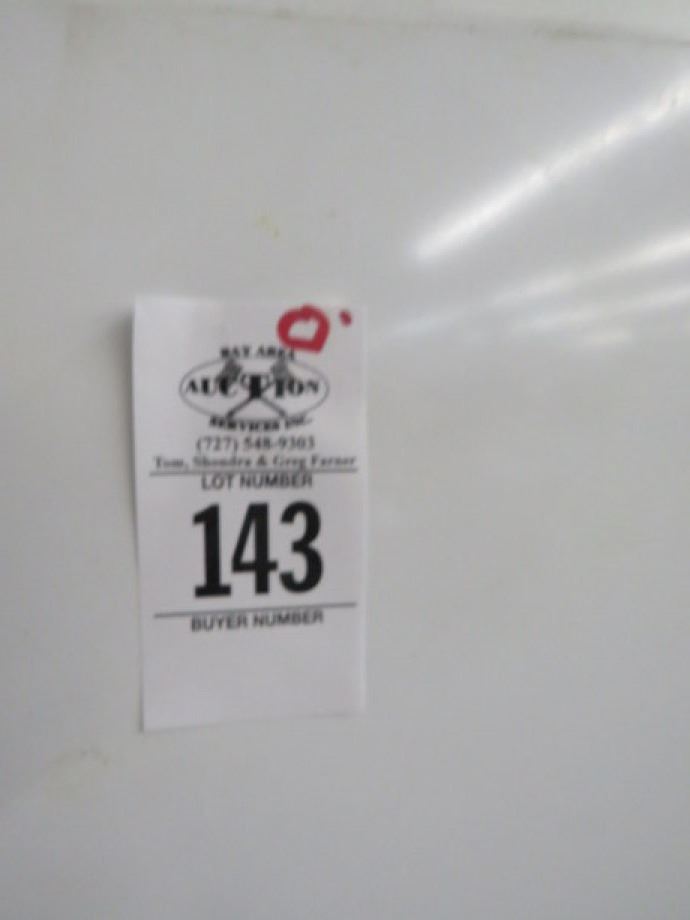 BAY AREA
AUCTION
SERVICES INC.
(727) 548-9303
Tom, Shondra & Greg Farner
LOT NUMBER
143
BUYER NUMBER